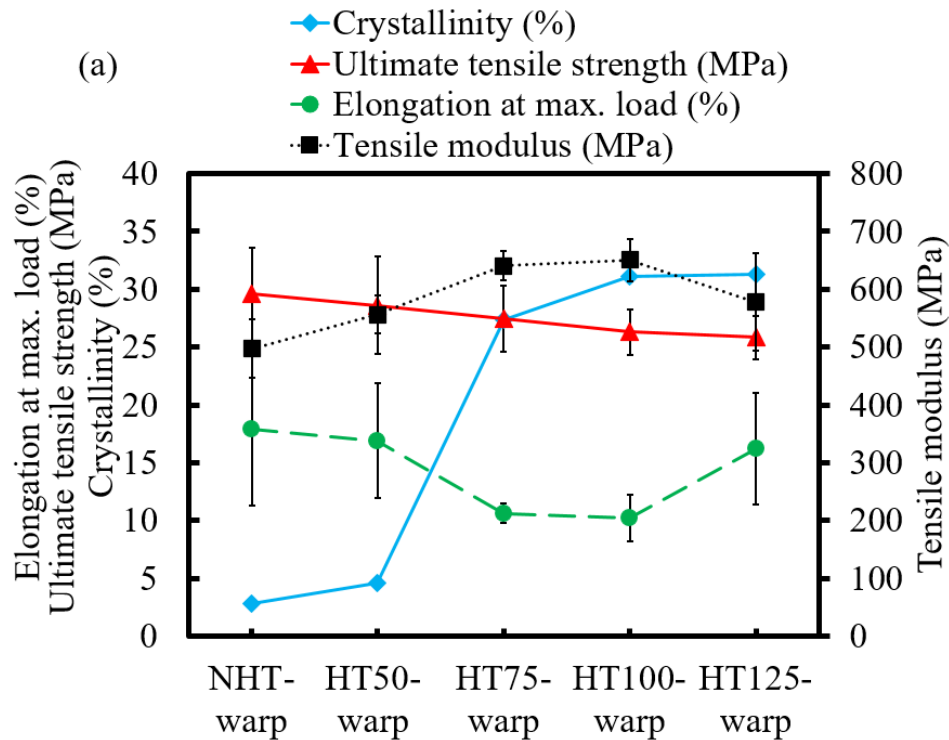 (a)
Crystallinity (%)
Ultimate tensile strength (MPa)
Elongation at max. load (%)
Tensile modulus (MPa)
Elongation at max. load (%)
Ultimate tensile strength (MPa)
Crystallinity (%)
40
35
30
25
20
15
10
5
0
800
700
600
500
400
300
200
100
0
Tensile modulus (MPa)
NHT-
warp
HT50-
warp
HT75-
warp
HT100-
warp
HT125-
warp